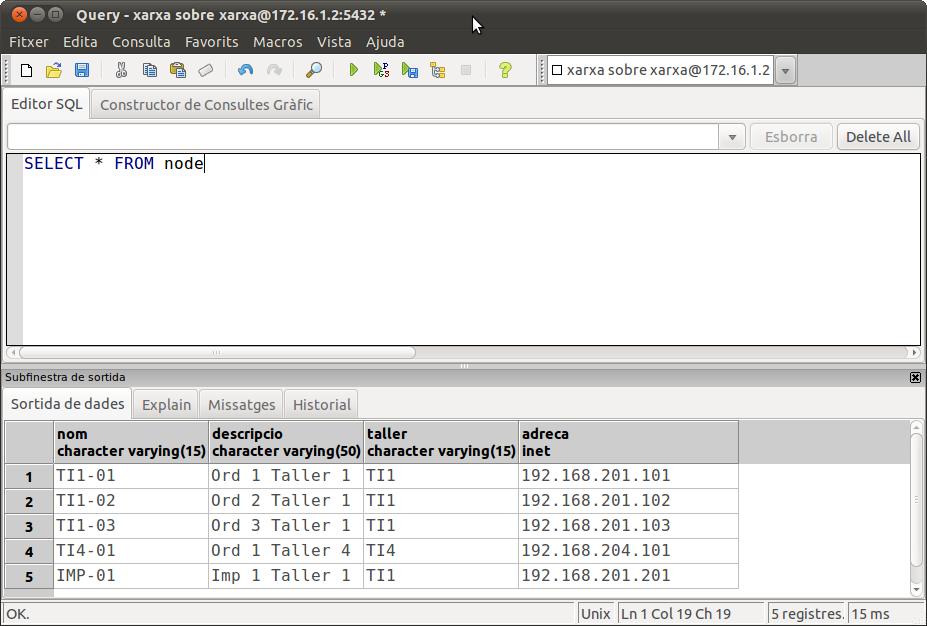 Query - xarxa sobre xarxa@172.16.1.2:5432 *
Fitxer Edita Consulta Favorits Macros Vista Ajuda
xarxa sobre xarxa@172.16.1.2
Editor SQL Constructor de Consultes Gràfic
Esborra Delete All
SELECT * FROM node
Subfinestra de sortida
Sortida de dades Explain Missatges Historial
nom descripcio taller adreca
character varying(15) character varying(50) character varying(15) inet
1 TI1-01 Ord 1 Taller 1 TI1 192.168.201.101
2 TI1-02 Ord 2 Taller 1 TI1 192.168.201.102
3 TI1-03 Ord 3 Taller 1 TI1 192.168.201.103
4 TI4-01 Ord 1 Taller 4 TI4 192.168.204.101
5 IMP-01 Imp 1 Taller 1 TI1 192.168.201.201
OK. Unix Ln 1 Col 19 Ch 19 5 registres. 15 ms